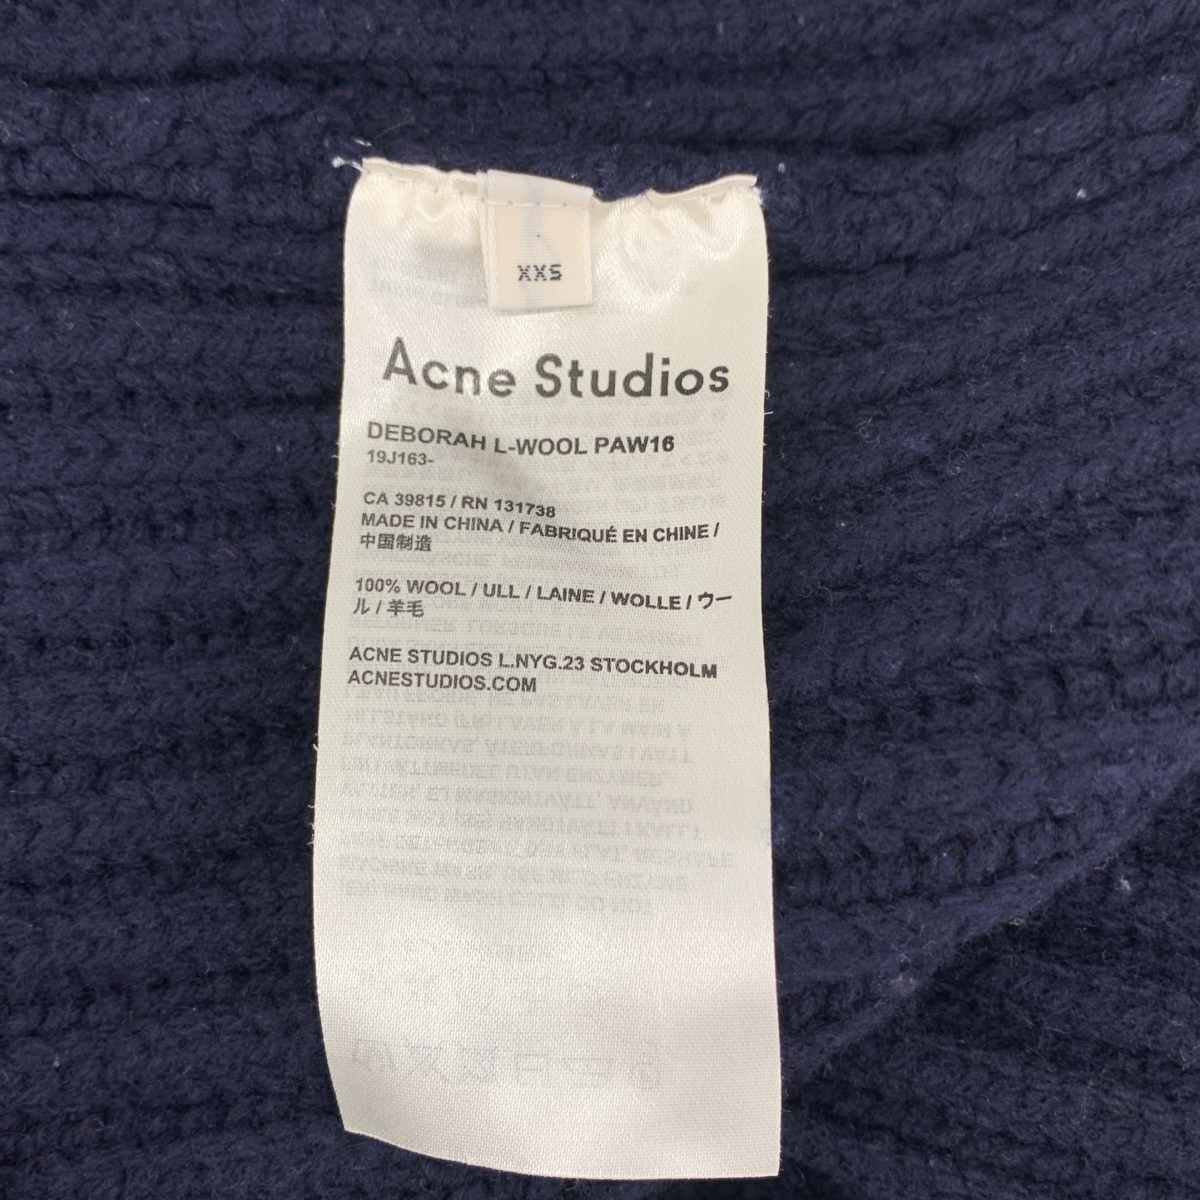 XXS
Acne Studios
DEBORAH L-WOOL PAW16
19J163-
CA 39815 / RN 131738
MADE IN CHINA / FABRIQUÉ EN CHINE /
中国制造
100% WOOL / ULL / LAINE / WOLLE / ウー
ル / 羊毛
ACNE STUDIOS L.NYG.23 STOCKHOLM
ACNESTUDIOS.COM